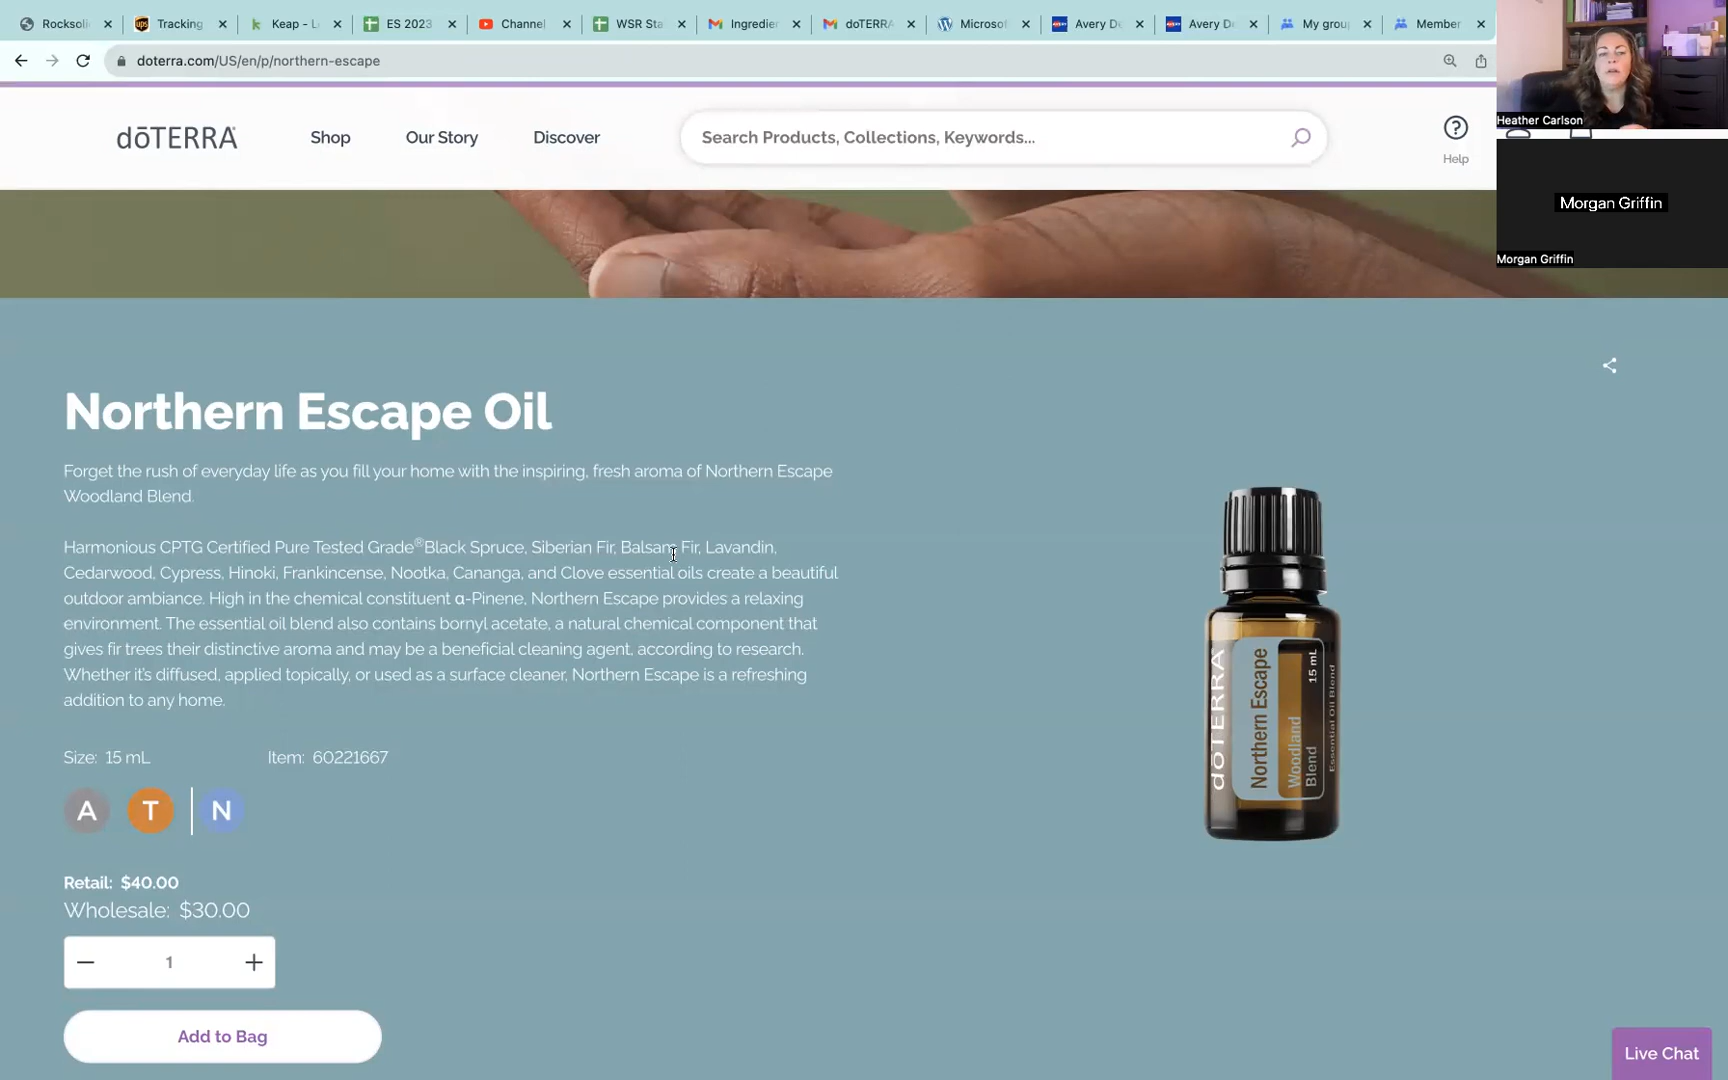 Rocksoli
Tracking
Keap - L
ES 2023
Channel
WSR Sta
Ingredier
doTERRA
Microsof
Avery De
Avery De
My grou
Member
doterra.com/US/en/p/northern-escape
Heather Carlson
dōTERRA
Shop
Our Story
Discover
Search Products, Collections, Keywords...
Help
Morgan Griffin
Morgan Griffin
Northern Escape Oil
Forget the rush of everyday life as you fill your home with the inspiring, fresh aroma of Northern Escape
Woodland Blend.
Harmonious CPTG Certified Pure Tested Grade®Black Spruce, Siberian Fir, Balsam Fir, Lavandin,
Cedarwood, Cypress, Hinoki, Frankincense, Nootka, Cananga, and Clove essential oils create a beautiful
outdoor ambiance. High in the chemical constituent α-Pinene, Northern Escape provides a relaxing
environment. The essential oil blend also contains bornyl acetate, a natural chemical component that
gives fir trees their distinctive aroma and may be a beneficial cleaning agent, according to research.
Whether it's diffused, applied topically, or used as a surface cleaner, Northern Escape is a refreshing
addition to any home.
Size: 15 mL
Item: 60221667
A T N
Retail: $40.00
Wholesale: $30.00
− 1 +
Add to Bag
dōTERRA
Northern Escape
Woodland
Blend
15 mL
Essential Oil Blend
Live Chat